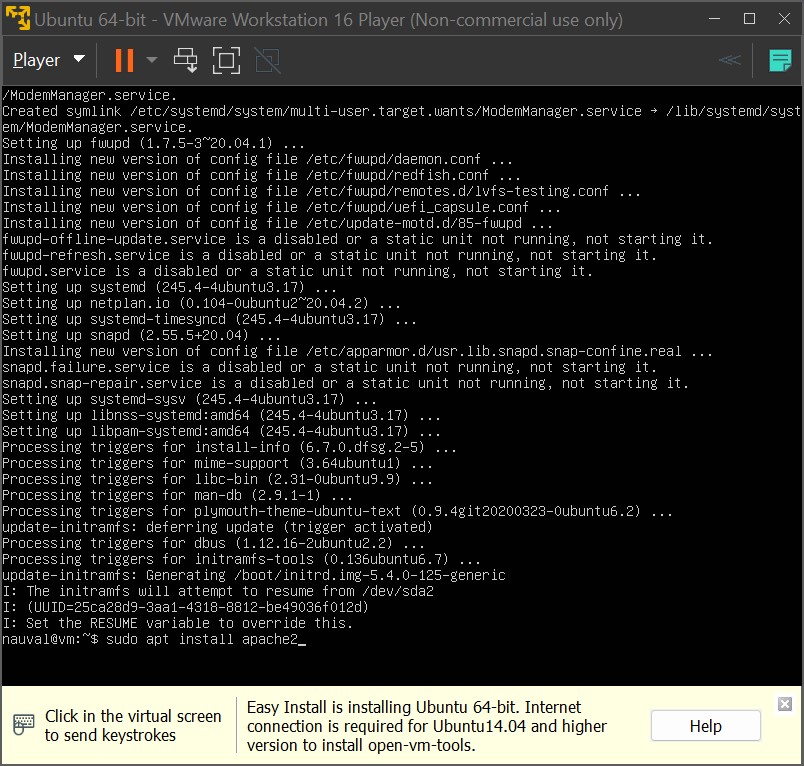 Ubuntu 64-bit - VMware Workstation 16 Player (Non-commercial use only)
Player
/ModemManager.service.
Created symlink /etc/systemd/system/multi-user.target.wants/ModemManager.service → /lib/systemd/syst
em/ModemManager.service.
Setting up fwupd (1.7.5-3~20.04.1) ...
Installing new version of config file /etc/fwupd/daemon.conf ...
Installing new version of config file /etc/fwupd/redfish.conf ...
Installing new version of config file /etc/fwupd/remotes.d/lvfs-testing.conf ...
Installing new version of config file /etc/fwupd/uefi_capsule.conf ...
Installing new version of config file /etc/update-motd.d/85-fwupd ...
fwupd-offline-update.service is a disabled or a static unit not running, not starting it.
fwupd-refresh.service is a disabled or a static unit not running, not starting it.
fwupd.service is a disabled or a static unit not running, not starting it.
Setting up systemd (245.4-4ubuntu3.17) ...
Setting up netplan.io (0.104-0ubuntu2~20.04.2) ...
Setting up systemd-timesyncd (245.4-4ubuntu3.17) ...
Setting up snapd (2.55.5+20.04) ...
Installing new version of config file /etc/apparmor.d/usr.lib.snapd.snap-confine.real ...
snapd.failure.service is a disabled or a static unit not running, not starting it.
snapd.snap-repair.service is a disabled or a static unit not running, not starting it.
Setting up systemd-sysv (245.4-4ubuntu3.17) ...
Setting up libnss-systemd:amd64 (245.4-4ubuntu3.17) ...
Setting up libpam-systemd:amd64 (245.4-4ubuntu3.17) ...
Processing triggers for install-info (6.7.0.dfsg.2-5) ...
Processing triggers for mime-support (3.64ubuntu1) ...
Processing triggers for libc-bin (2.31-0ubuntu9.9) ...
Processing triggers for man-db (2.9.1-1) ...
Processing triggers for plymouth-theme-ubuntu-text (0.9.4git20200323-0ubuntu6.2) ...
update-initramfs: deferring update (trigger activated)
Processing triggers for dbus (1.12.16-2ubuntu2.2) ...
Processing triggers for initramfs-tools (0.136ubuntu6.7) ...
update-initramfs: Generating /boot/initrd.img-5.4.0-125-generic
I: The initramfs will attempt to resume from /dev/sda2
I: (UUID=25ca28d9-3aa1-4318-8812-be49036f012d)
I: Set the RESUME variable to override this.
nauval@vm:~$ sudo apt install apache2_
Click in the virtual screen
to send keystrokes
Easy Install is installing Ubuntu 64-bit. Internet
connection is required for Ubuntu14.04 and higher
version to install open-vm-tools.
Help